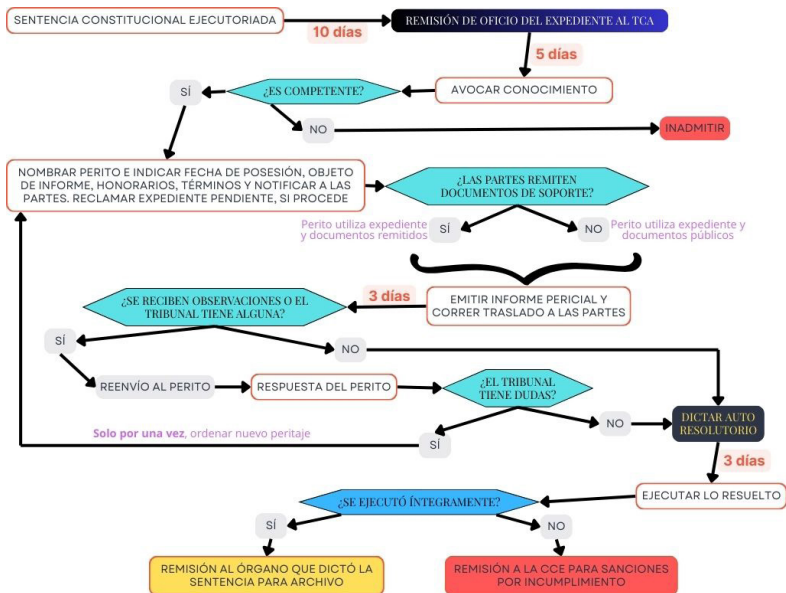 SENTENCIA CONSTITUCIONAL EJECUTORIADA
10 días
REMISIÓN DE OFICIO DEL EXPEDIENTE AL TCA
5 días
AVOCAR CONOCIMIENTO
¿ES COMPETENTE?
SÍ
NO
INADMITIR
NOMBRAR PERITO E INDICAR FECHA DE POSESIÓN, OBJETO
DE INFORME, HONORARIOS, TÉRMINOS Y NOTIFICAR A LAS
PARTES. RECLAMAR EXPEDIENTE PENDIENTE, SI PROCEDE
¿LAS PARTES REMITEN
DOCUMENTOS DE SOPORTE?
Perito utiliza expediente
y documentos remitidos
SÍ
NO
Perito utiliza expediente y
documentos públicos
EMITIR INFORME PERICIAL Y
CORRER TRASLADO A LAS PARTES
3 días
¿SE RECIBEN OBSERVACIONES O EL
TRIBUNAL TIENE ALGUNA?
SÍ
NO
REENVÍO AL PERITO
RESPUESTA DEL PERITO
¿EL TRIBUNAL
TIENE DUDAS?
SÍ
Solo por una vez, ordenar nuevo peritaje
NO
DICTAR AUTO
RESOLUTORIO
3 días
EJECUTAR LO RESUELTO
¿SE EJECUTÓ ÍNTEGRAMENTE?
SÍ
NO
REMISIÓN AL ÓRGANO QUE DICTÓ LA
SENTENCIA PARA ARCHIVO
REMISIÓN A LA CCE PARA SANCIONES
POR INCUMPLIMIENTO